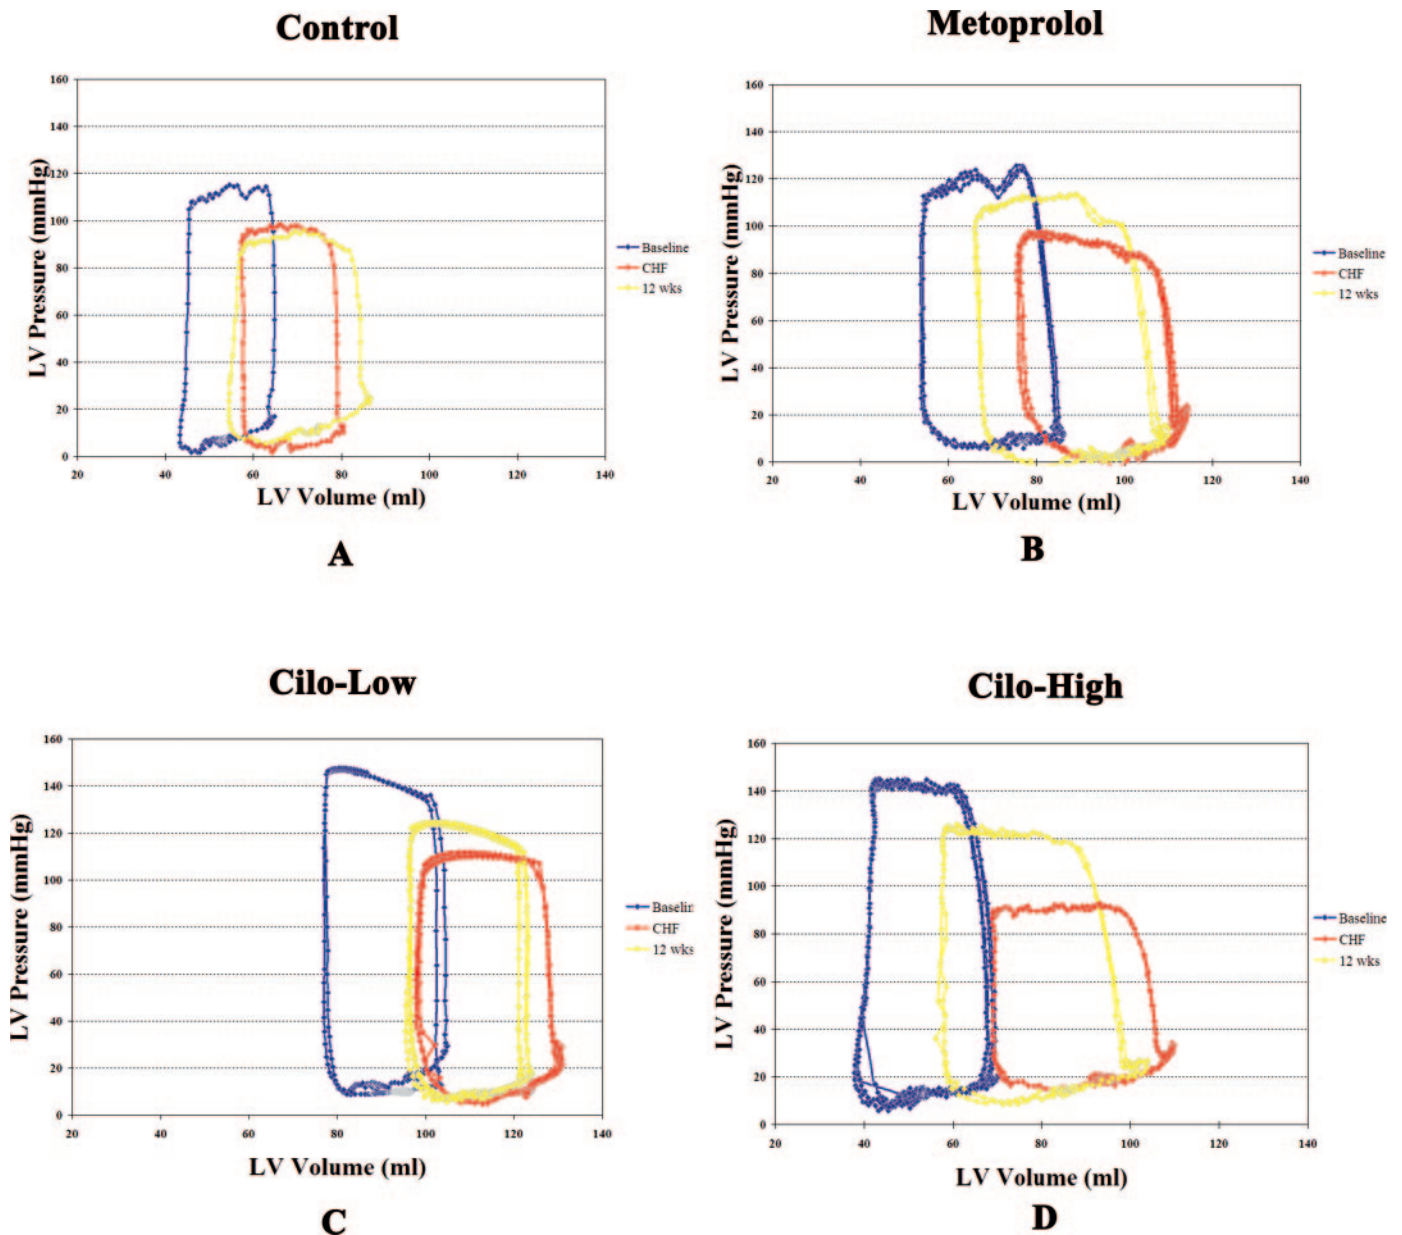 Control
160
140
120
100
80
60
40
20
0
20 40 60 80 100 120 140
LV Pressure (mmHg)
LV Volume (ml)
Baseline
CHF
12 wks
A
Metoprolol
160
140
120
100
80
60
40
20
0
20 40 60 80 100 120 140
LV Pressure (mmHg)
LV Volume (ml)
Baseline
CHF
12 wks
B
Cilo-Low
160
140
120
100
80
60
40
20
0
20 40 60 80 100 120 140
LV Pressure (mmHg)
LV Volume (ml)
Baselin
CHF
12 wks
C
Cilo-High
160
140
120
100
80
60
40
20
0
20 40 60 80 100 120 140
LV Pressure (mmHg)
LV Volume (ml)
Baseline
CHF
12 wks
D